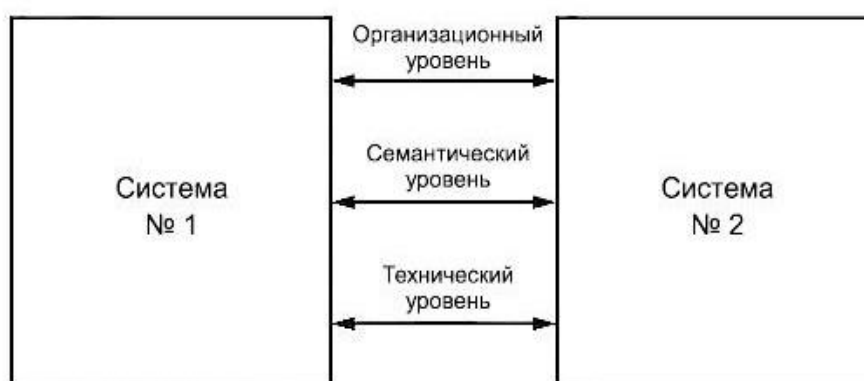 Организационный
уровень
Семантический
уровень
Система
№ 1
Система
№ 2
Технический
уровень